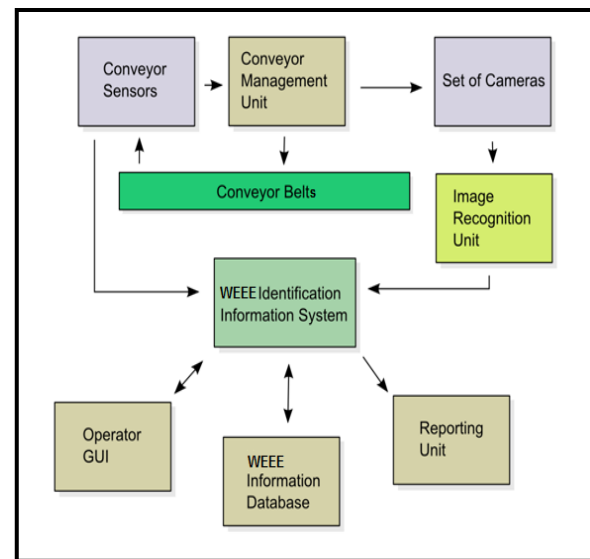 Conveyor
Sensors
Conveyor
Management
Unit
Set of Cameras
Conveyor Belts
Image
Recognition
Unit
WEEE Identification
Information System
Operator
GUI
WEEE
Information
Database
Reporting
Unit